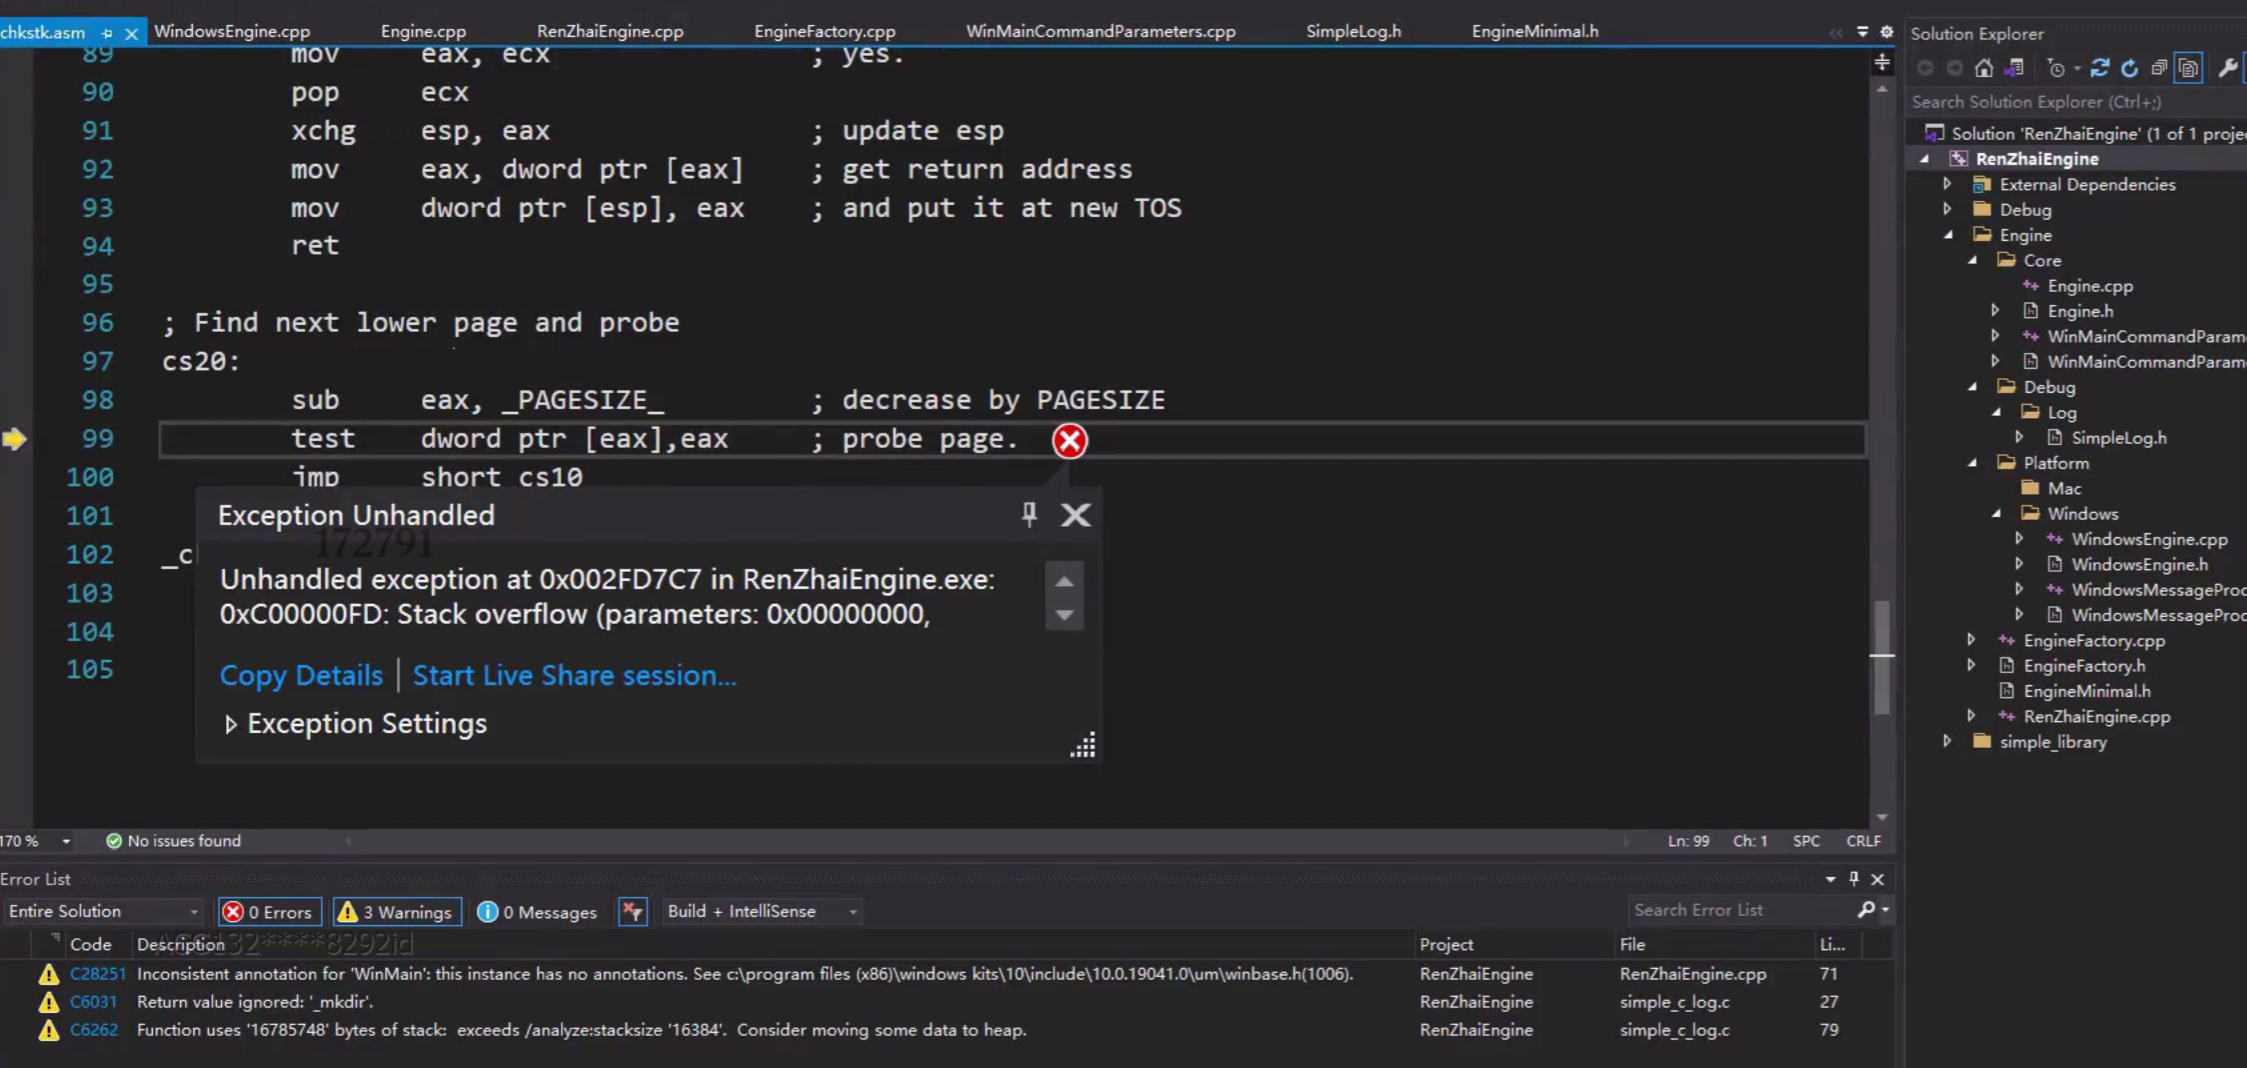 chkstk.asm WindowsEngine.cpp Engine.cpp RenZhaiEngine.cpp EngineFactory.cpp WinMainCommandParameters.cpp SimpleLog.h EngineMinimal.h
89 mov eax, ecx ; yes.
90 pop ecx
91 xchg esp, eax ; update esp
92 mov eax, dword ptr [eax] ; get return address
93 mov dword ptr [esp], eax ; and put it at new TOS
94 ret
95
96 ; Find next lower page and probe
97 cs20:
98 sub eax, _PAGESIZE_ ; decrease by PAGESIZE
99 test dword ptr [eax],eax ; probe page.
100 jmp short cs10
101
102 _c
103
104
105
Exception Unhandled
172791
Unhandled exception at 0x002FD7C7 in RenZhaiEngine.exe:
0xC00000FD: Stack overflow (parameters: 0x00000000,
Copy Details | Start Live Share session...
Exception Settings
170 % No issues found Ln: 99 Ch: 1 SPC CRLF
Solution Explorer
Search Solution Explorer (Ctrl+;)
Solution 'RenZhaiEngine' (1 of 1 proje
RenZhaiEngine
External Dependencies
Debug
Engine
Core
Engine.cpp
Engine.h
WinMainCommandParam
WinMainCommandParam
Debug
Log
SimpleLog.h
Platform
Mac
Windows
WindowsEngine.cpp
WindowsEngine.h
WindowsMessageProc
WindowsMessageProc
EngineFactory.cpp
EngineFactory.h
EngineMinimal.h
RenZhaiEngine.cpp
simple_library
Error List
Entire Solution 0 Errors 3 Warnings 0 Messages Build + IntelliSense Search Error List
Code Description Project File Li...
C28251 Inconsistent annotation for 'WinMain': this instance has no annotations. See c:\program files (x86)\windows kits\10\include\10.0.19041.0\um\winbase.h(1006). RenZhaiEngine RenZhaiEngine.cpp 71
C6031 Return value ignored: '_mkdir'. RenZhaiEngine simple_c_log.c 27
C6262 Function uses '16785748' bytes of stack: exceeds /analyze:stacksize '16384'. Consider moving some data to heap. RenZhaiEngine simple_c_log.c 79